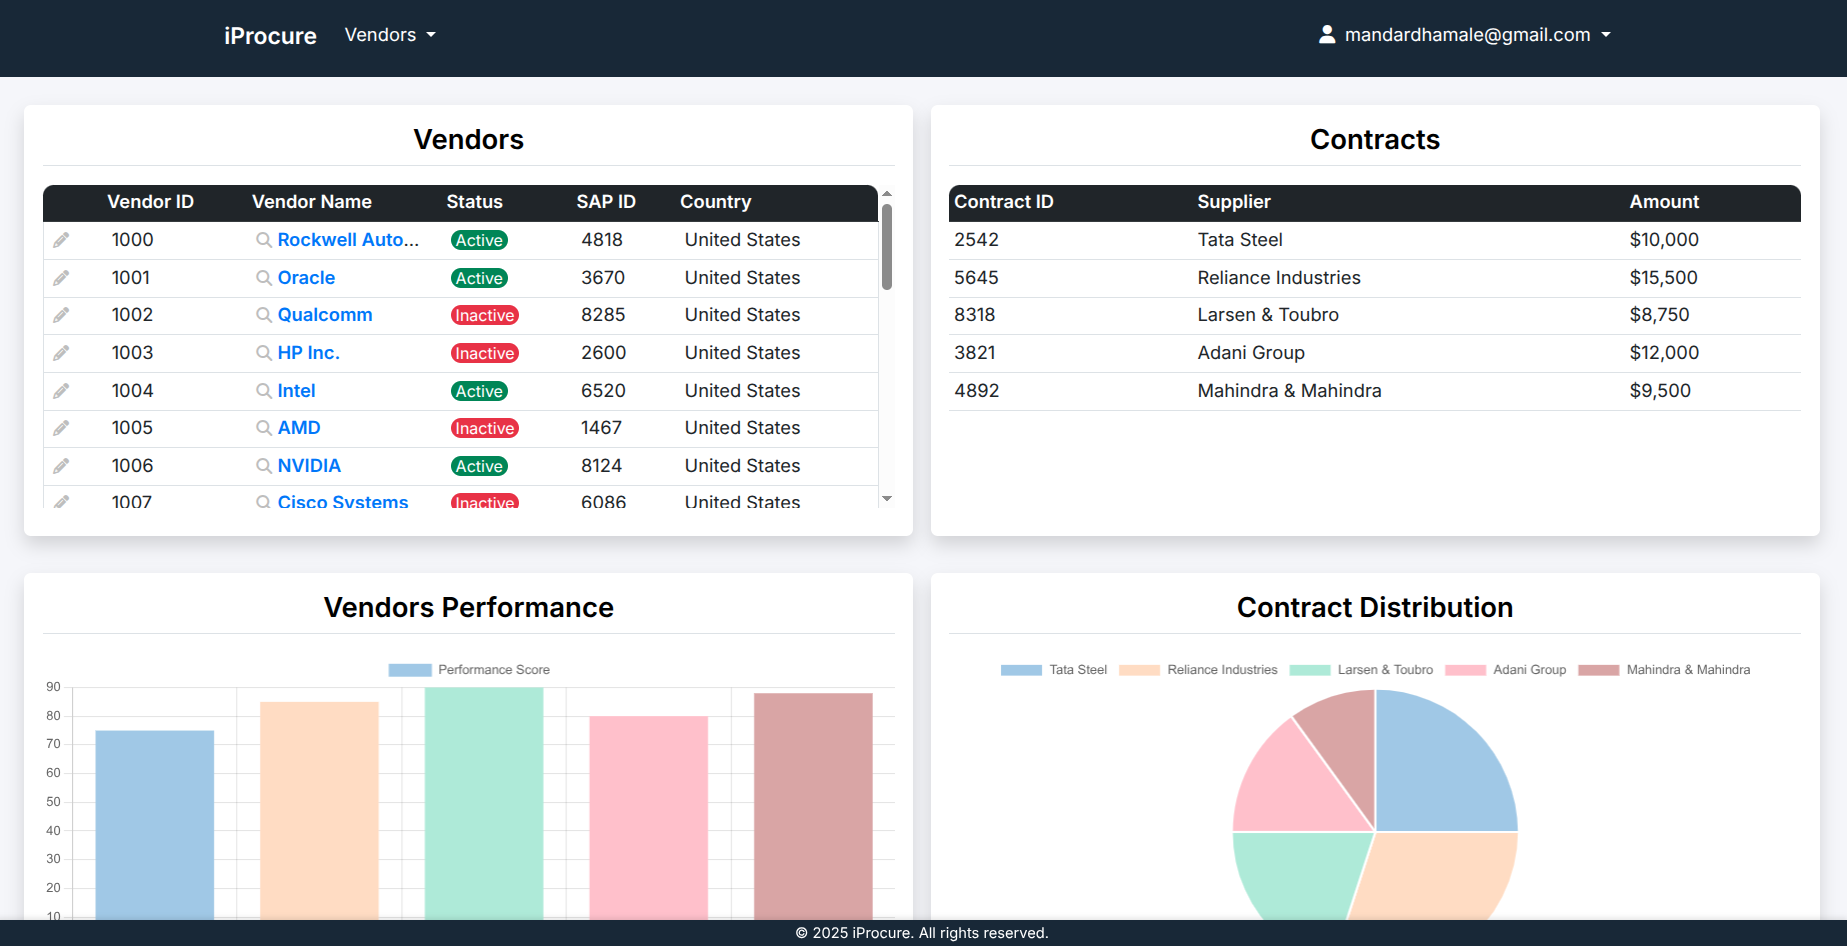 iProcure Vendors mandardhamale@gmail.com
Vendors
Vendor ID Vendor Name Status SAP ID Country
1000 Rockwell Auto... Active 4818 United States
1001 Oracle Active 3670 United States
1002 Qualcomm Inactive 8285 United States
1003 HP Inc. Inactive 2600 United States
1004 Intel Active 6520 United States
1005 AMD Inactive 1467 United States
1006 NVIDIA Active 8124 United States
1007 Cisco Systems Inactive 6086 United States
Contracts
Contract ID Supplier Amount
2542 Tata Steel $10,000
5645 Reliance Industries $15,500
8318 Larsen & Toubro $8,750
3821 Adani Group $12,000
4892 Mahindra & Mahindra $9,500
Vendors Performance
Performance Score
90
80
70
60
50
40
30
20
10
Contract Distribution
Tata Steel Reliance Industries Larsen & Toubro Adani Group Mahindra & Mahindra
© 2025 iProcure. All rights reserved.